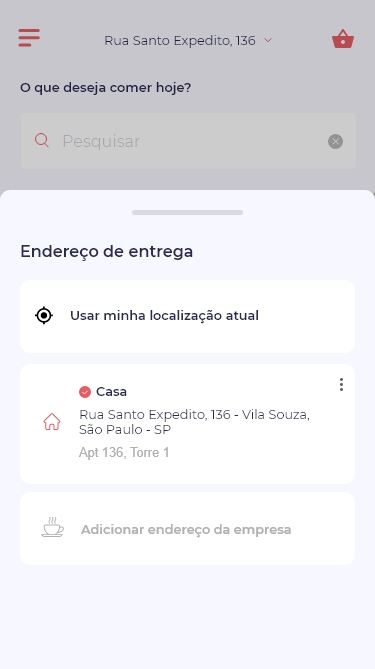 Rua Santo Expedito, 136
O que deseja comer hoje?
Pesquisar
Endereço de entrega
Usar minha localização atual
Casa
Rua Santo Expedito, 136 - Vila Souza,
São Paulo - SP
Apt 136, Torre 1
Adicionar endereço da empresa